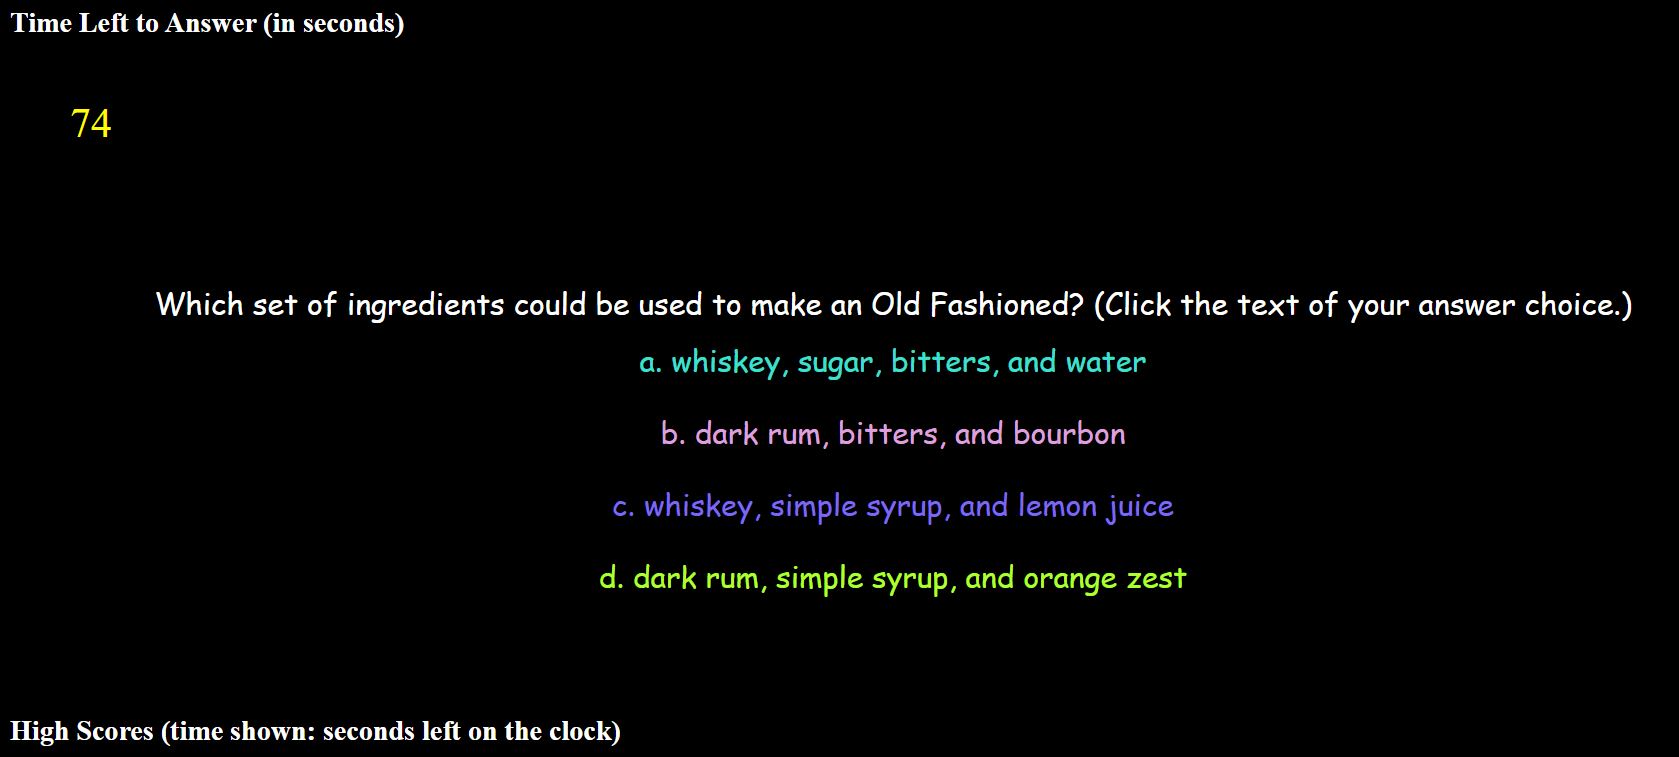 Time Left to Answer (in seconds)
74
Which set of ingredients could be used to make an Old Fashioned? (Click the text of your answer choice.)
a. whiskey, sugar, bitters, and water
b. dark rum, bitters, and bourbon
c. whiskey, simple syrup, and lemon juice
d. dark rum, simple syrup, and orange zest
High Scores (time shown: seconds left on the clock)